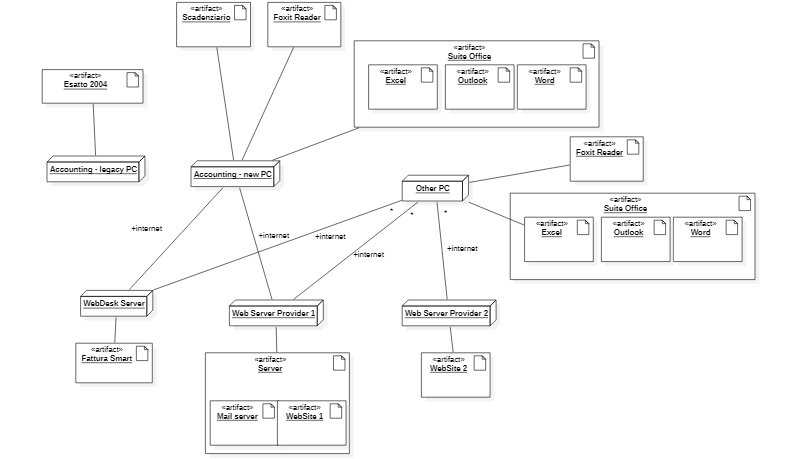 «artifact»
Scadenziario
«artifact»
Foxit Reader
«artifact»
Suite Office
«artifact»
Excel
«artifact»
Outlook
«artifact»
Word
«artifact»
Esatto 2004
Accounting - legacy PC
Accounting - new PC
«artifact»
Foxit Reader
Other PC
«artifact»
Suite Office
«artifact»
Excel
«artifact»
Outlook
«artifact»
Word
*
*
*
+internet
+internet
+internet
+internet
+internet
WebDesk Server
Web Server Provider 1
Web Server Provider 2
«artifact»
Fattura Smart
«artifact»
Server
«artifact»
Mail server
«artifact»
WebSite 1
«artifact»
WebSite 2